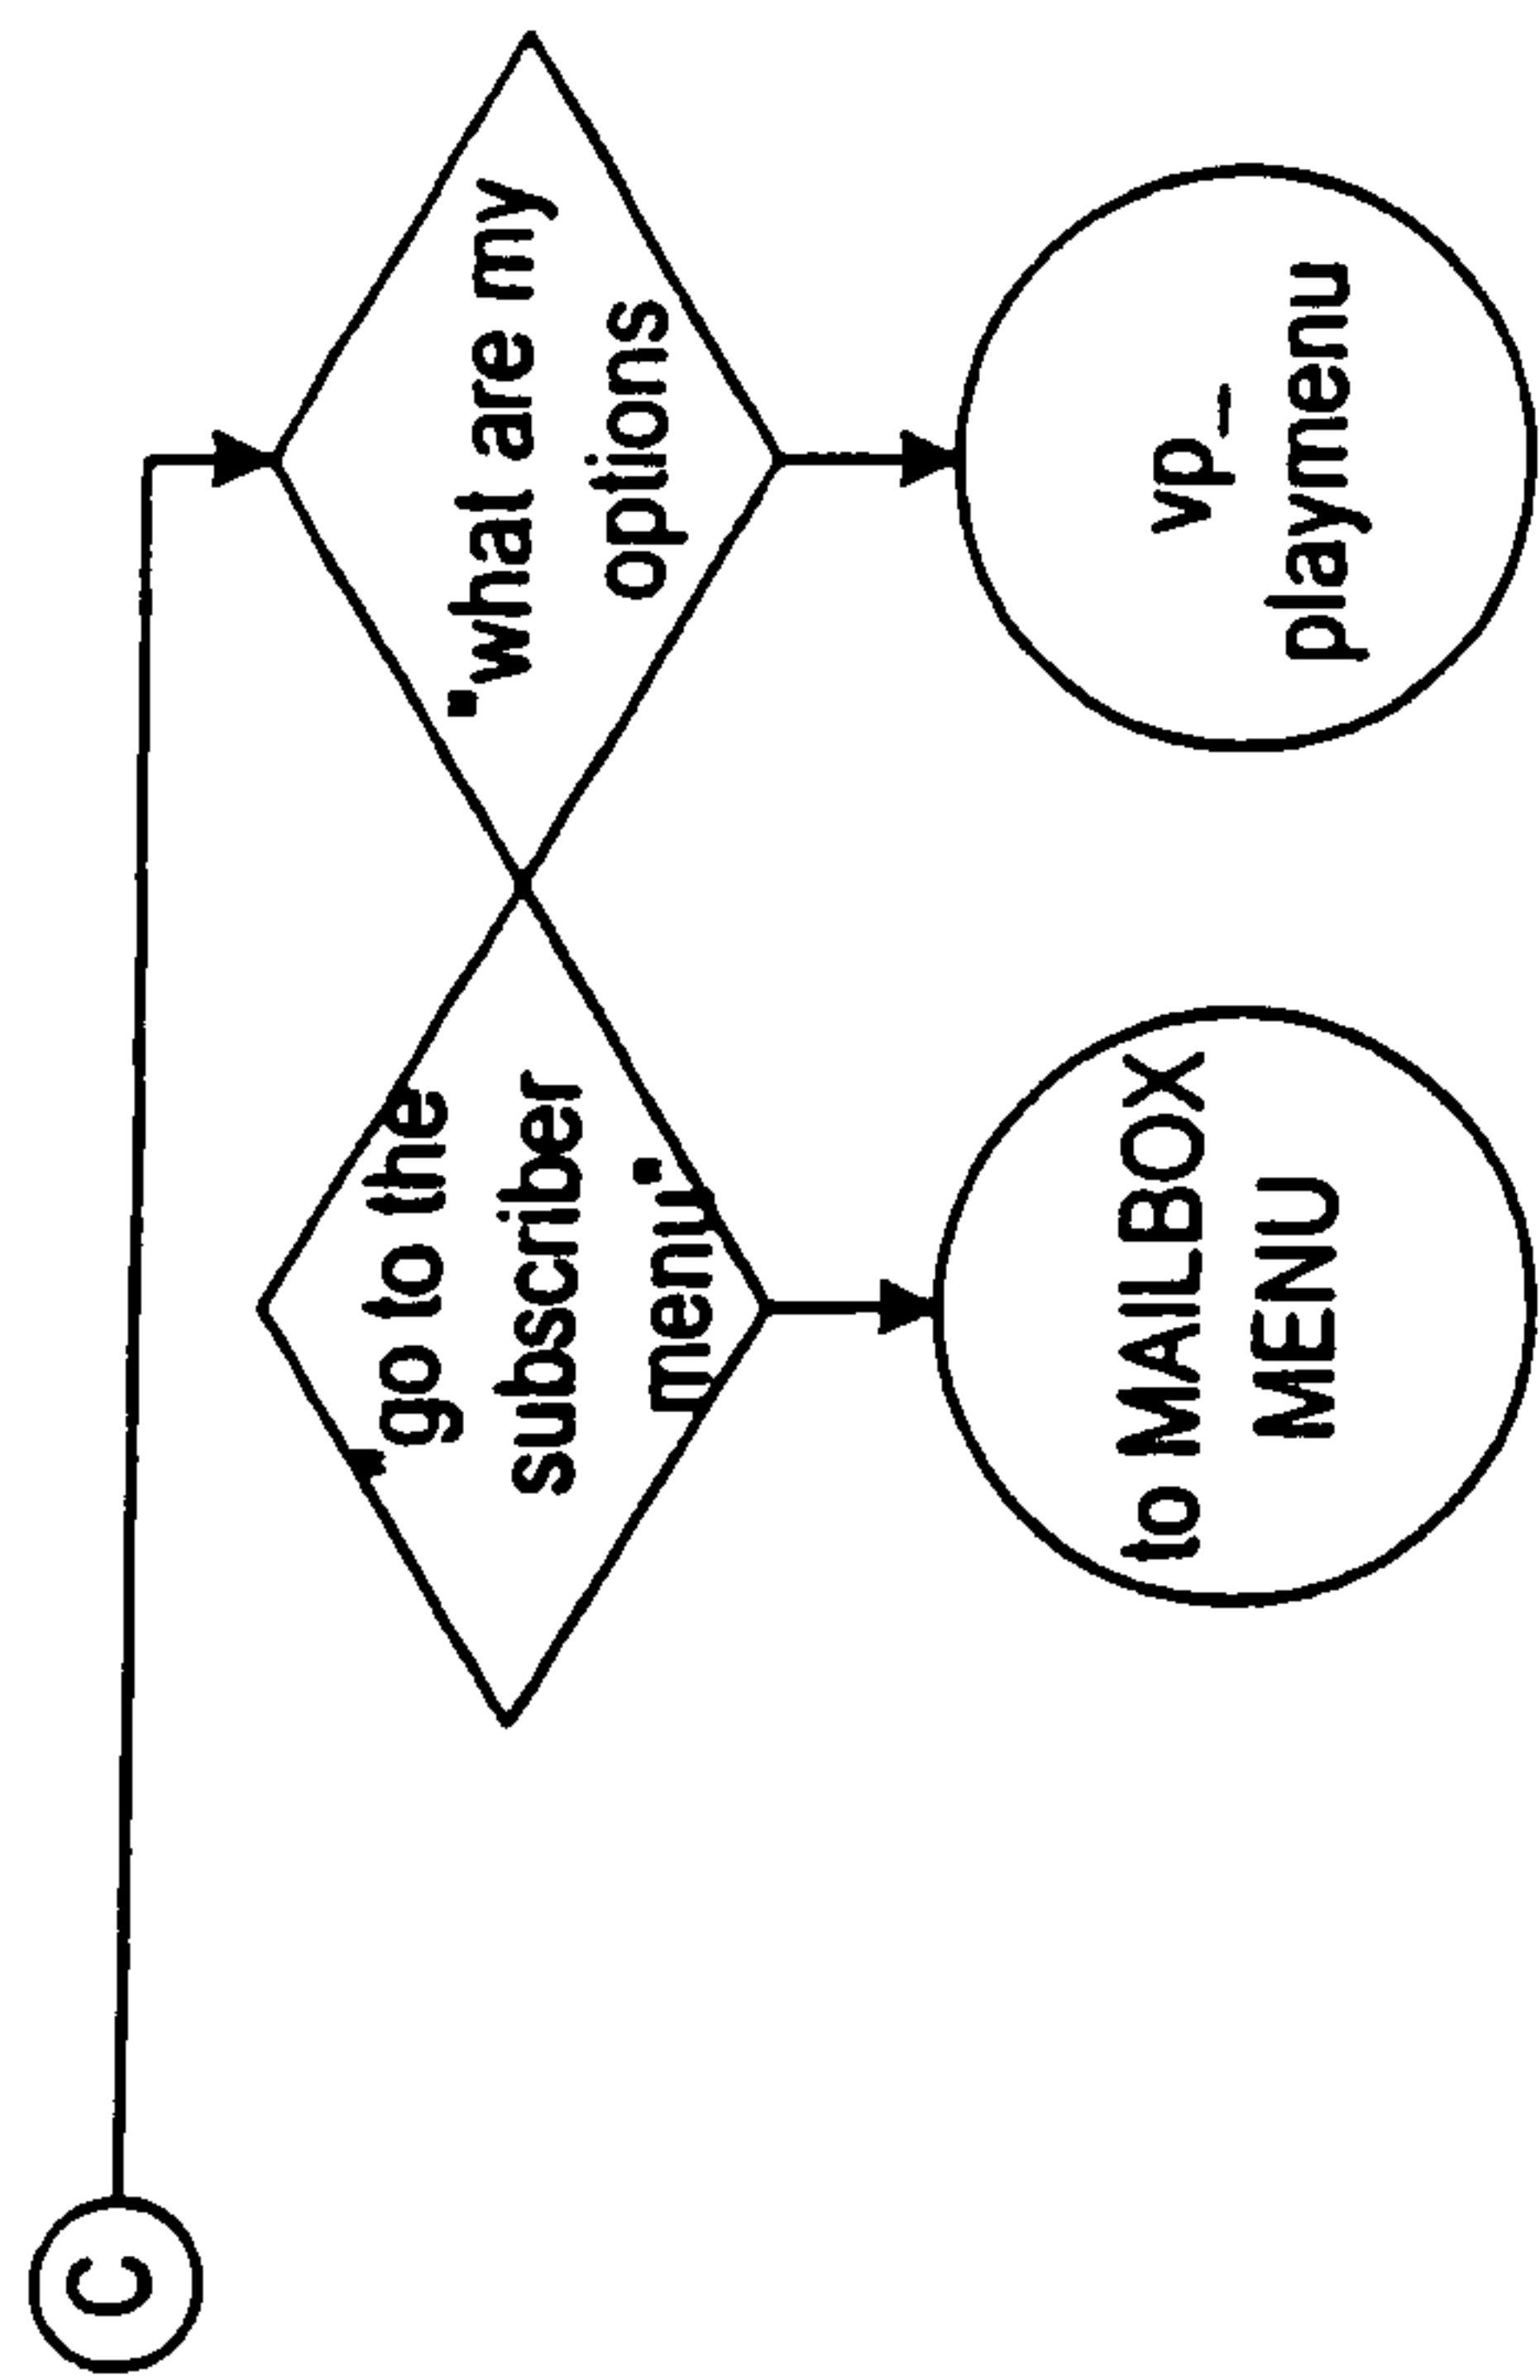 C
"go to the
subscriber
menu"
"what are my
options
to MAILBOX
MENU
vp_
playmenu